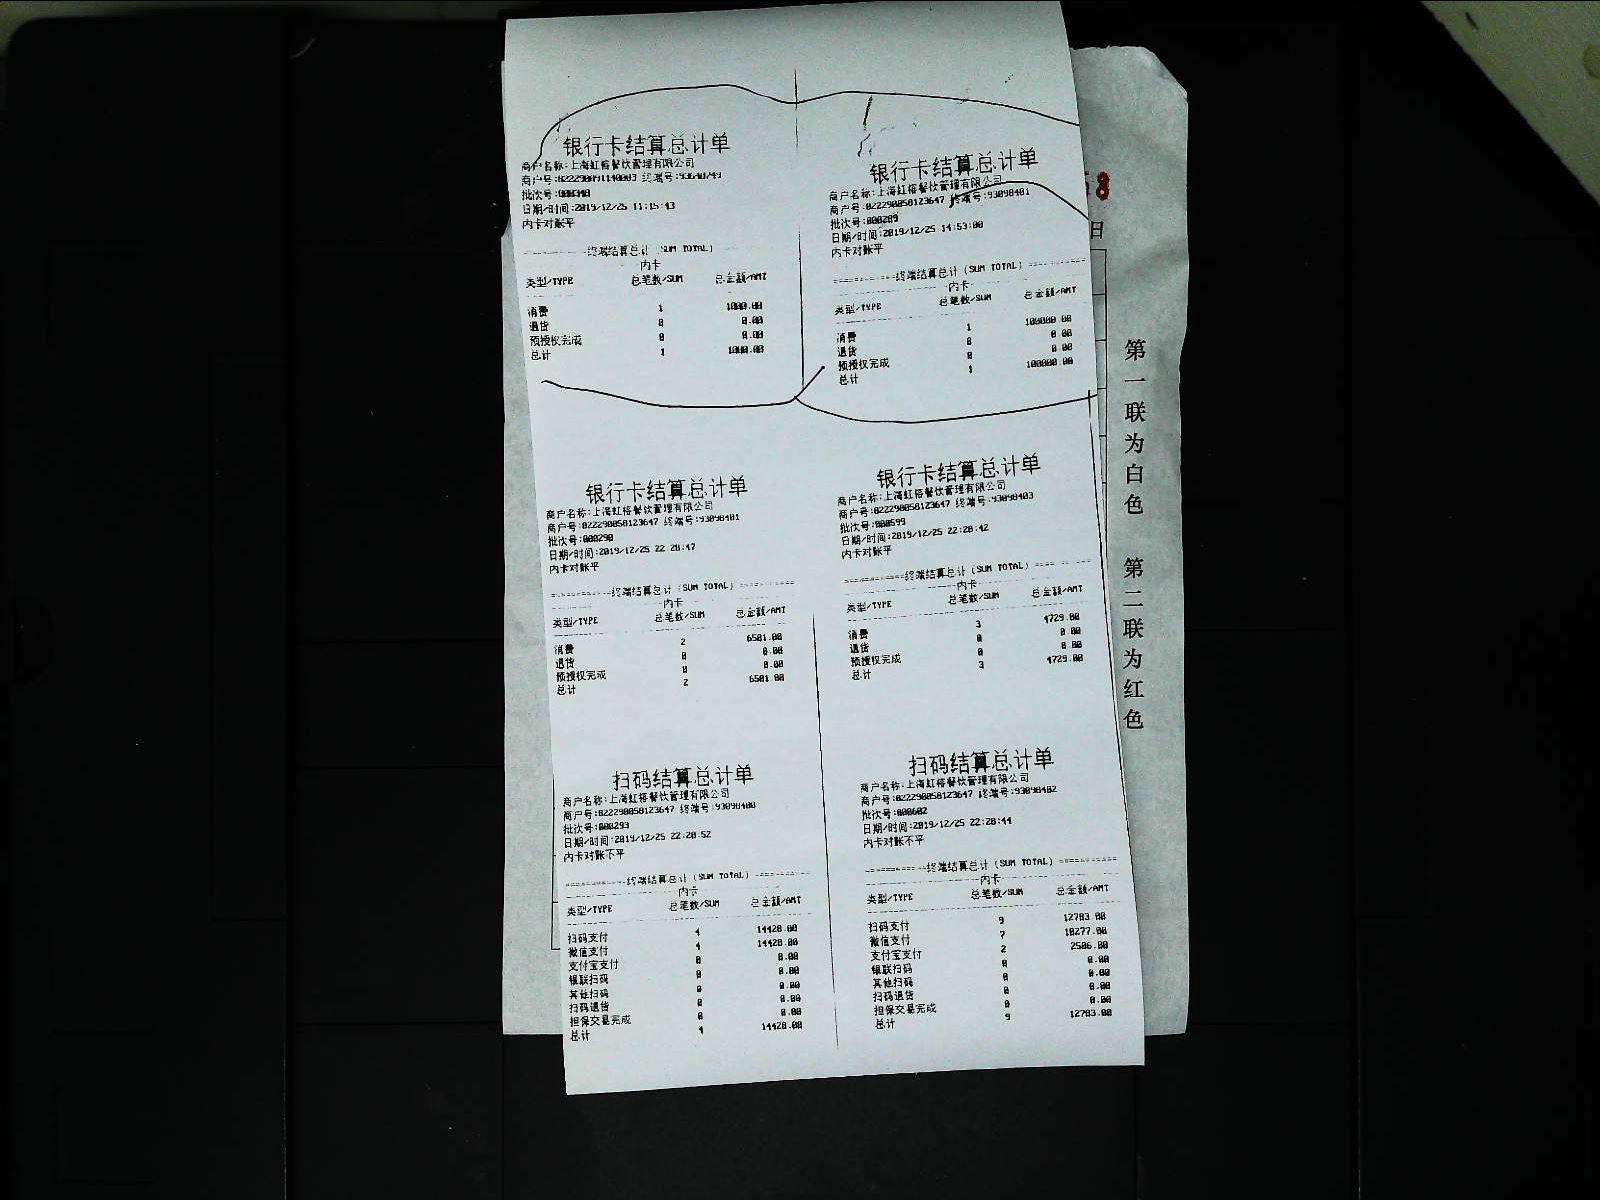 银行卡结算总计单
商户名称:上海虹榕餐饮管理有限公司
批次号:000348
日期/时间:2019/12/25 11:15:43
内卡对账平
终端结算总计(SUM TOTAL)
内卡
类型/TYPE 总笔数/SUM 总金额/AMT
消费 1 1000.00
退货 0 0.00
预授权完成 0 0.00
总计 1 1000.00
银行卡结算总计单
商户名称:上海虹榕餐饮管理有限公司
商户号:822290058123647 终端号:93098401
批次号:000289
日期/时间:2019/12/25 14:53:00
内卡对账平
终端结算总计(SUM TOTAL)
内卡
类型/TYPE 总笔数/SUM 总金额/AMT
消费 1 100000.00
退货 0 0.00
预授权完成 0 0.00
总计 1 100000.00
银行卡结算总计单
商户名称:上海虹榕餐饮管理有限公司
商户号:822290058123647 终端号:93098401
批次号:000290
日期/时间:2019/12/25 22:28:47
内卡对账平
终端结算总计(SUM TOTAL)
内卡
类型/TYPE 总笔数/SUM 总金额/AMT
消费 2 6501.00
退货 0 0.00
预授权完成 0 0.00
总计 2 6501.00
银行卡结算总计单
商户名称:上海虹榕餐饮管理有限公司
商户号:822290058123647 终端号:93098403
批次号:000599
日期/时间:2019/12/25 22:28:42
内卡对账平
终端结算总计(SUM TOTAL)
内卡
类型/TYPE 总笔数/SUM 总金额/AMT
消费 3 4729.00
退货 0 0.00
预授权完成 0 0.00
总计 3 4729.00
扫码结算总计单
商户名称:上海虹榕餐饮管理有限公司
商户号:822290058123647 终端号:93098400
批次号:000293
日期/时间:2019/12/25 22:28:52
内卡对账不平
终端结算总计(SUM TOTAL)
内卡
类型/TYPE 总笔数/SUM 总金额/AMT
扫码支付 4 14428.00
微信支付 4 14428.00
支付宝支付 0 0.00
银联扫码 0 0.00
其他扫码 0 0.00
扫码退货 0 0.00
担保交易完成 0 0.00
总计 4 14428.00
扫码结算总计单
商户名称:上海虹榕餐饮管理有限公司
商户号:822290058123647 终端号:93098402
批次号:000602
日期/时间:2019/12/25 22:28:44
内卡对账不平
终端结算总计(SUM TOTAL)
内卡
类型/TYPE 总笔数/SUM 总金额/AMT
扫码支付 9 12783.00
微信支付 7 10277.00
支付宝支付 2 2506.00
银联扫码 0 0.00
其他扫码 0 0.00
扫码退货 0 0.00
担保交易完成 0 0.00
总计 9 12783.00
8
日
第一联为白色 第二联为红色